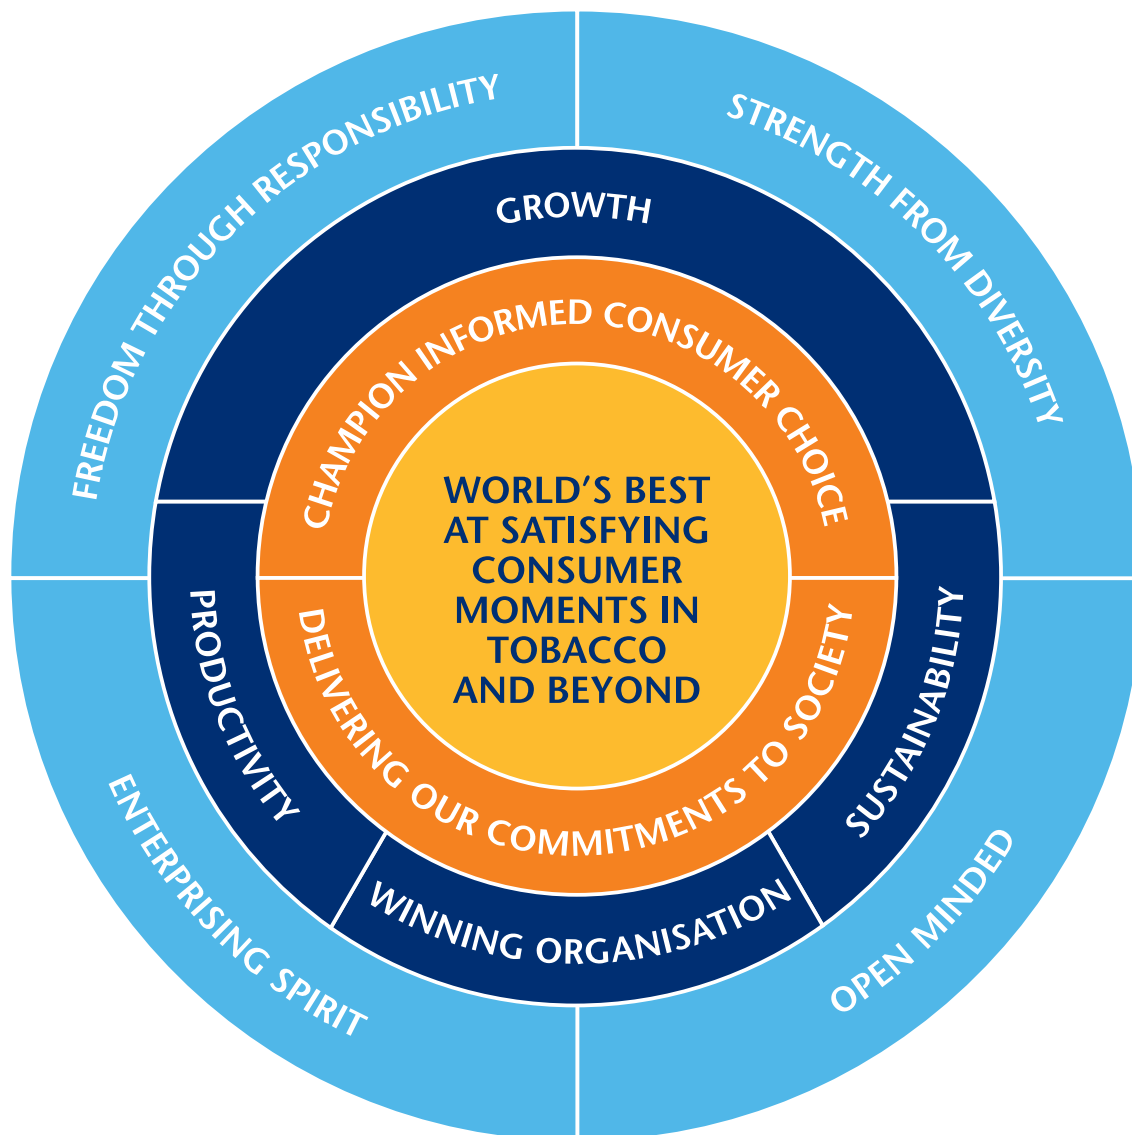 FREEDOM THROUGH RESPONSIBILITY
STRENGTH FROM DIVERSITY
GROWTH
CHAMPION INFORMED CONSUMER CHOICE
WORLD'S BEST
AT SATISFYING
CONSUMER
MOMENTS IN
TOBACCO
AND BEYOND
DELIVERING OUR COMMITMENTS TO SOCIETY
PRODUCTIVITY
WINNING ORGANISATION
SUSTAINABILITY
ENTERPRISING SPIRIT
OPEN MINDED